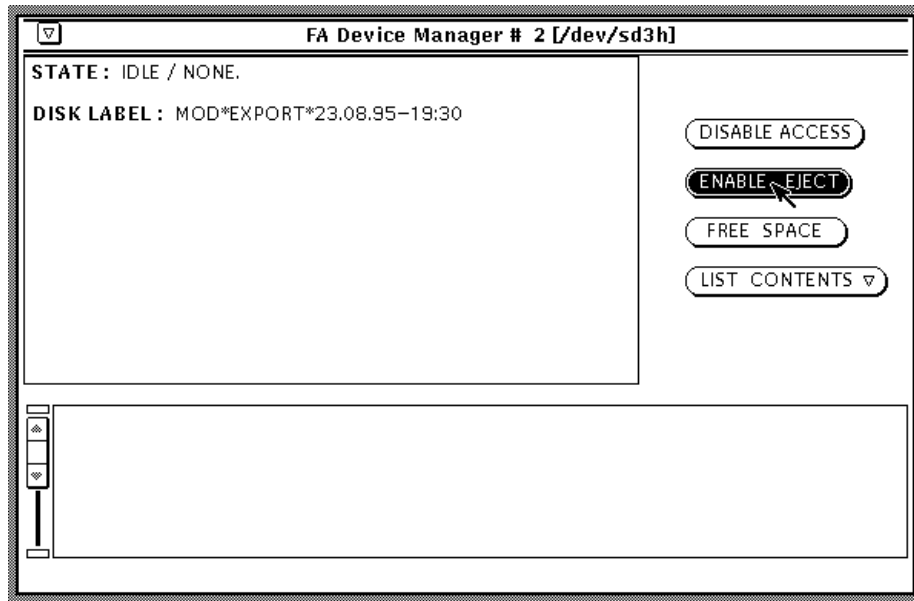 FA Device Manager # 2 [/dev/sd3h]
STATE : IDLE / NONE.
DISK LABEL : MOD*EXPORT*23.08.95-19:30
DISABLE ACCESS
ENABLE EJECT
FREE SPACE
LIST CONTENTS